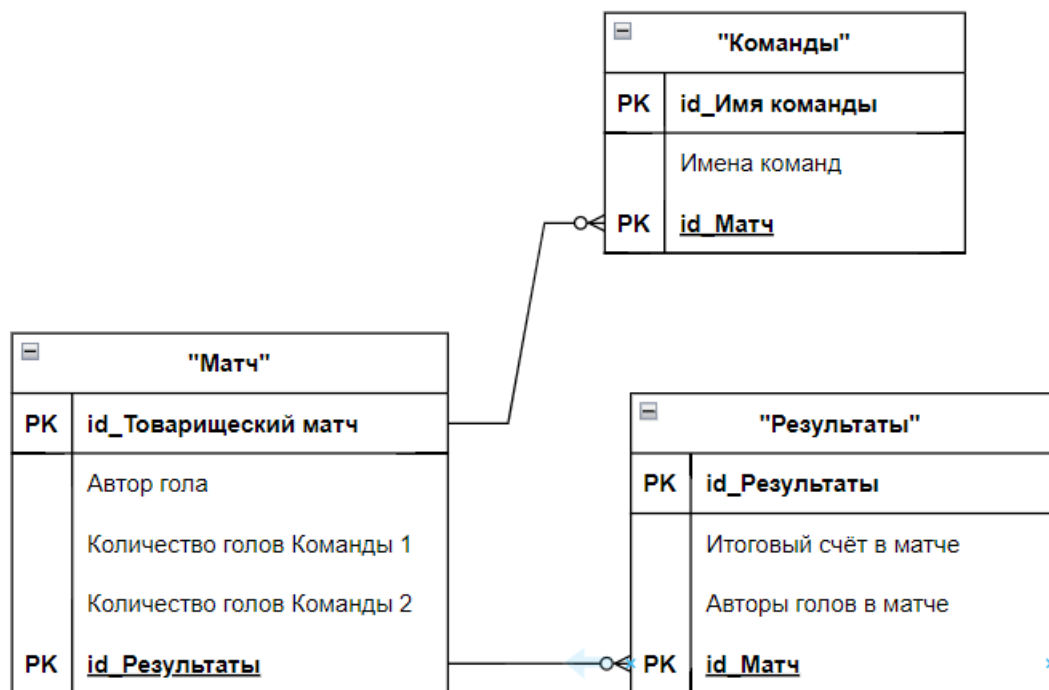 "Команды"
PK id_Имя команды
Имена команд
PK id_Матч
"Матч"
PK id_Товарищеский матч
Автор гола
Количество голов Команды 1
Количество голов Команды 2
PK id_Результаты
"Результаты"
PK id_Результаты
Итоговый счёт в матче
Авторы голов в матче
PK id_Матч